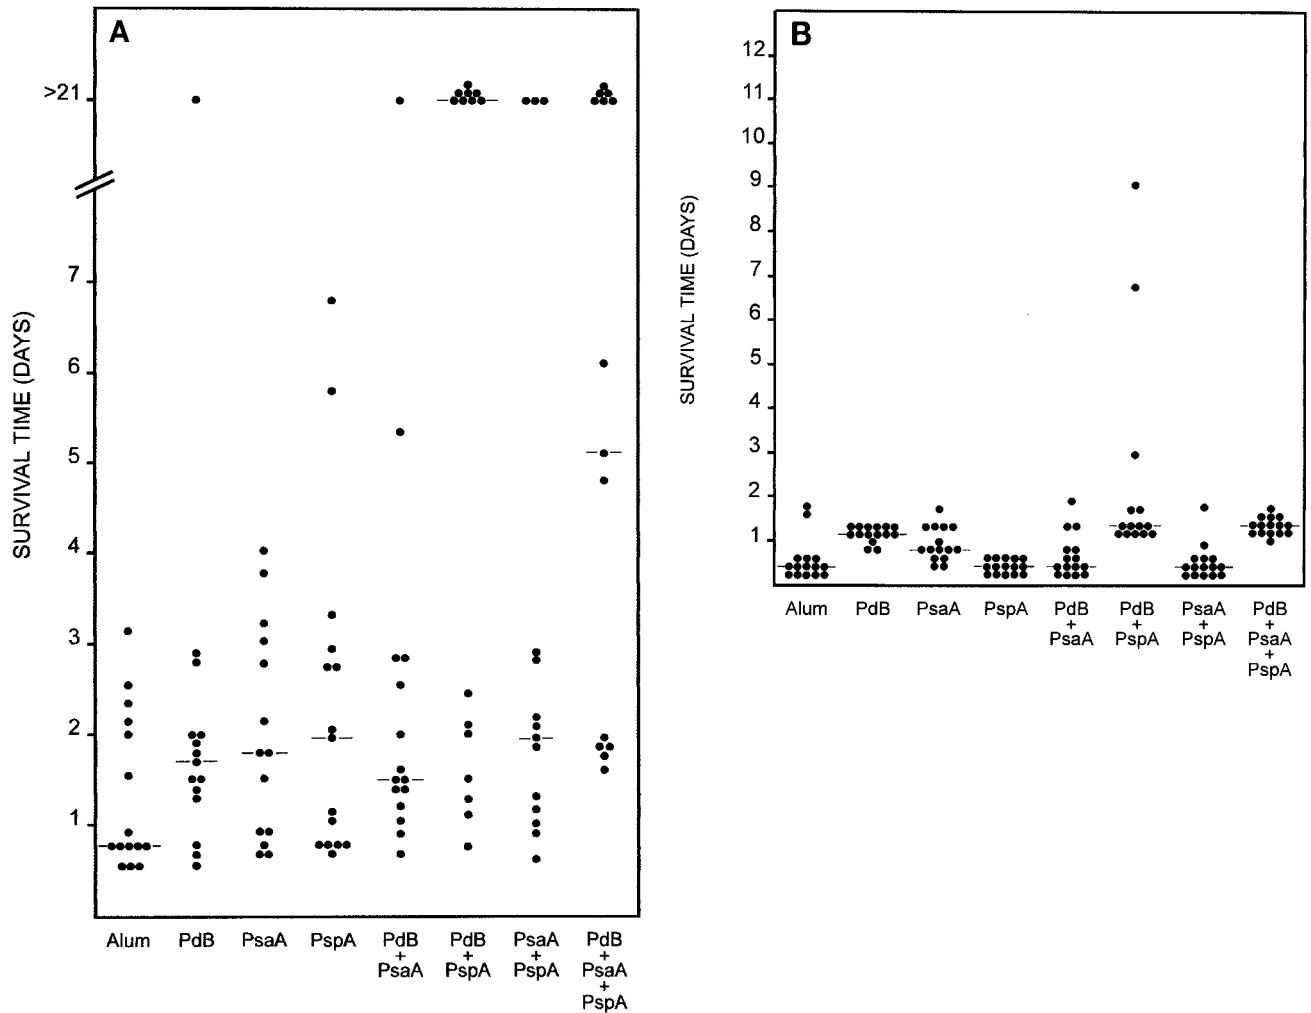 A
>21
7
6
5
4
3
2
1
SURVIVAL TIME (DAYS)
Alum
PdB
PsaA
PspA
PdB
+
PsaA
PdB
+
PspA
PsaA
+
PspA
PdB
+
PsaA
+
PspA
B
12
11
10
9
8
7
6
5
4
3
2
1
SURVIVAL TIME (DAYS)
Alum
PdB
PsaA
PspA
PdB
+
PsaA
PdB
+
PspA
PsaA
+
PspA
PdB
+
PsaA
+
PspA